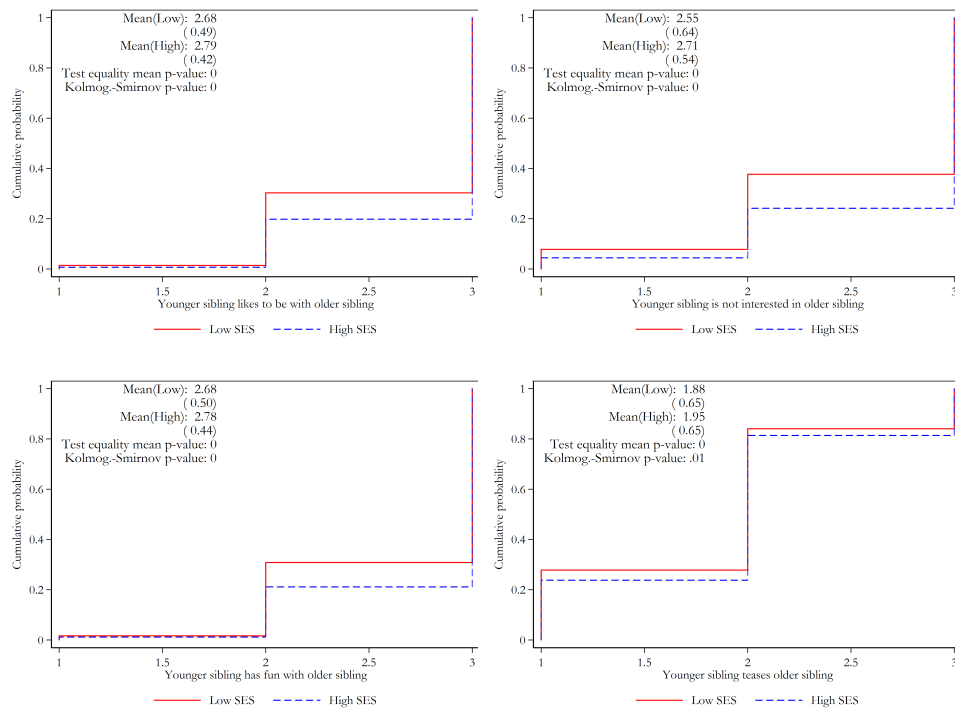 Mean(Low): 2.68
( 0.49)
Mean(High): 2.79
( 0.42)
Test equality mean p-value: 0
Kolmog.-Smirnov p-value: 0
Cumulative probability
1
0.8
0.6
0.4
0.2
0
1 1.5 2 2.5 3
Younger sibling likes to be with older sibling
Low SES High SES
Mean(Low): 2.55
( 0.64)
Mean(High): 2.71
( 0.54)
Test equality mean p-value: 0
Kolmog.-Smirnov p-value: 0
Cumulative probability
1
0.8
0.6
0.4
0.2
0
1 1.5 2 2.5 3
Younger sibling is not interested in older sibling
Low SES High SES
Mean(Low): 2.68
( 0.50)
Mean(High): 2.78
( 0.44)
Test equality mean p-value: 0
Kolmog.-Smirnov p-value: 0
Cumulative probability
1
0.8
0.6
0.4
0.2
0
1 1.5 2 2.5 3
Younger sibling has fun with older sibling
Low SES High SES
Mean(Low): 1.88
( 0.65)
Mean(High): 1.95
( 0.65)
Test equality mean p-value: 0
Kolmog.-Smirnov p-value: .01
Cumulative probability
1
0.8
0.6
0.4
0.2
0
1 1.5 2 2.5 3
Younger sibling teases older sibling
Low SES High SES